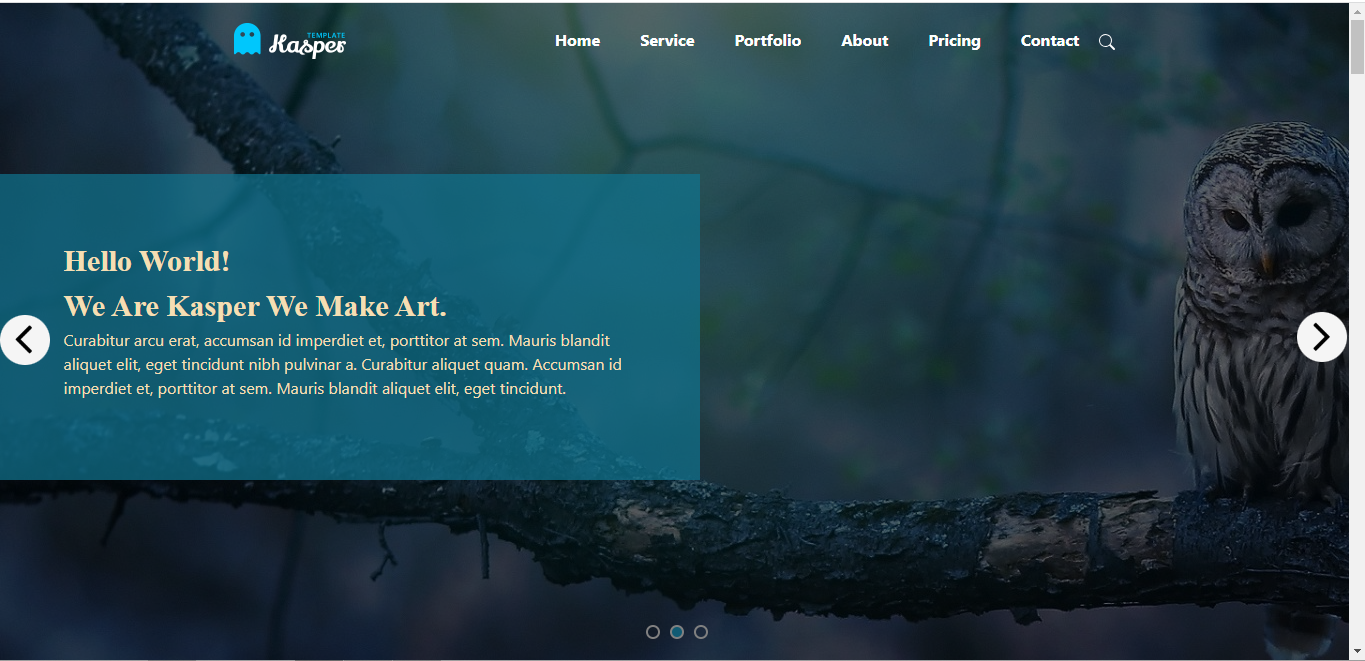 TEMPLATE
Kasper
Home Service Portfolio About Pricing Contact
Hello World!
We Are Kasper We Make Art.
Curabitur arcu erat, accumsan id imperdiet et, porttitor at sem. Mauris blandit
aliquet elit, eget tincidunt nibh pulvinar a. Curabitur aliquet quam. Accumsan id
imperdiet et, porttitor at sem. Mauris blandit aliquet elit, eget tincidunt.